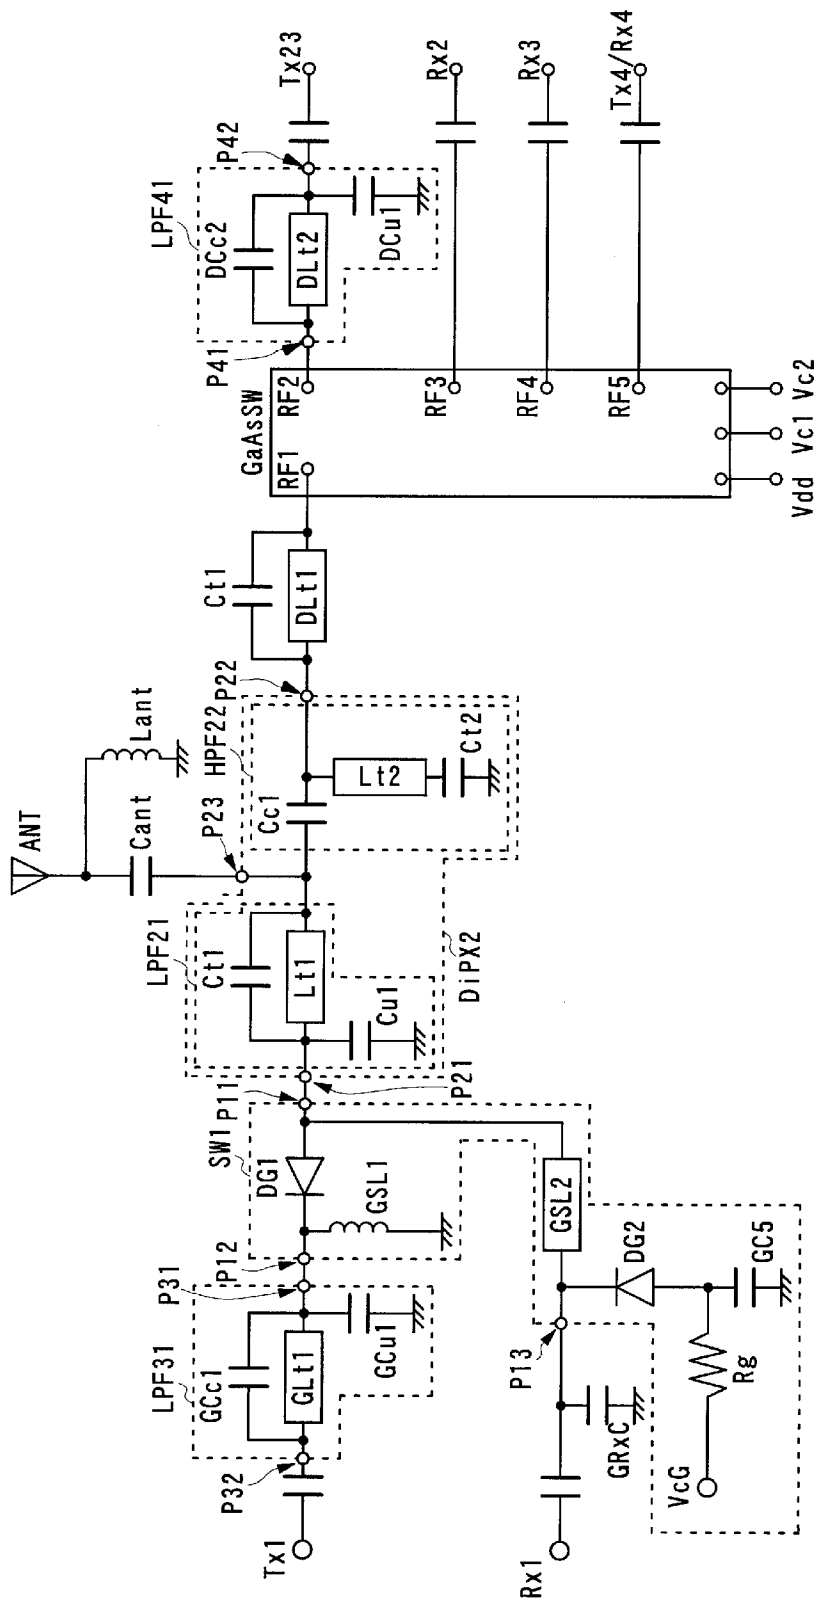 ANT
Lant
Cant
P23
LPF21
Ct1
Lt1
Cu1
HPF22
P22
Cc1
Lt2
Ct2
DiPX2
P21
P11
SW1
DG1
GSL1
P12
P31
LPF31
GCc1
GLt1
GCu1
P32
Tx1
GSL2
DG2
GC5
P13
Rg
GRxC
VcG
Rx1
Ct1
DLt1
GaAsSW
RF1
RF2
RF3
RF4
RF5
Vdd
Vc1
Vc2
P41
LPF41
DCc2
DLt2
DCu1
P42
Tx23
Rx2
Rx3
Tx4/Rx4